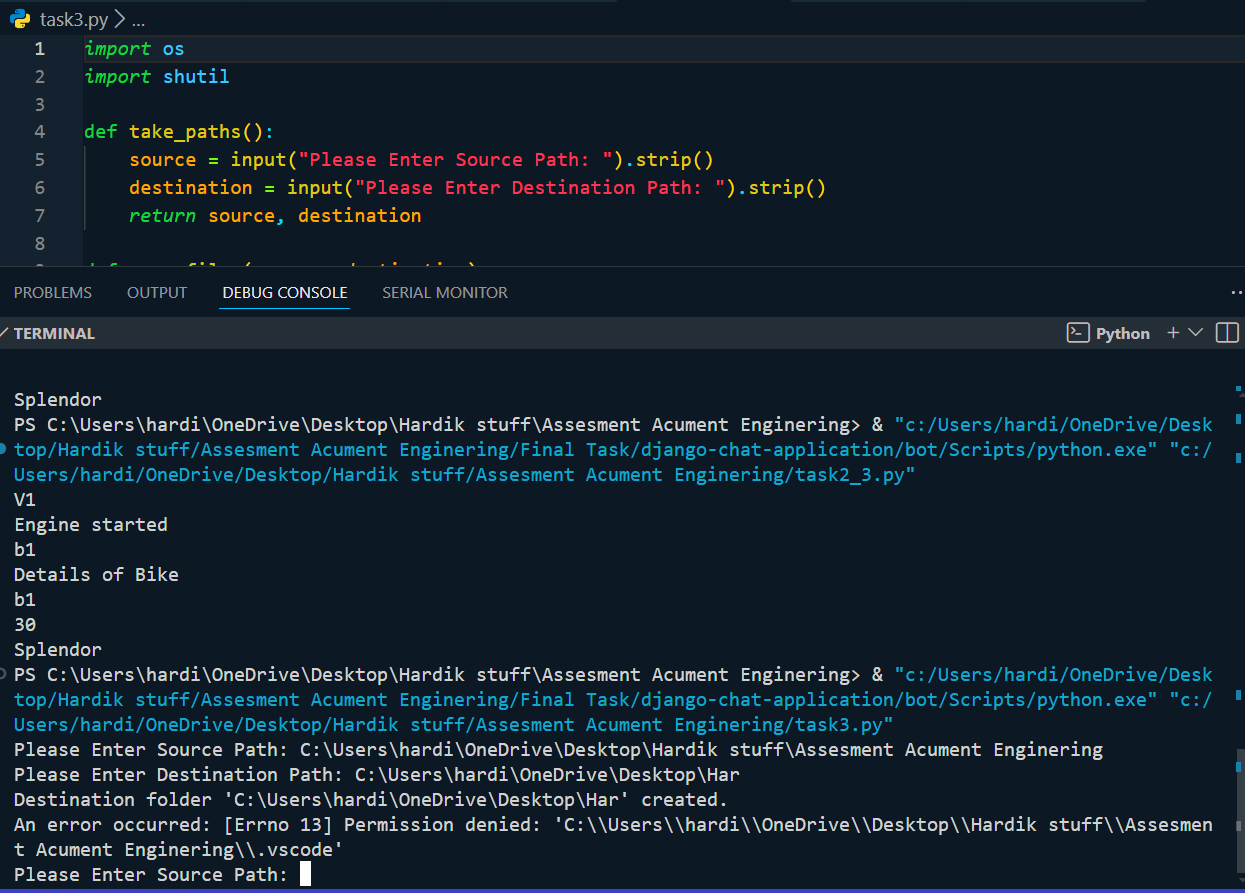 task3.py > ...
1 import os
2 import shutil
3
4 def take_paths():
5 source = input("Please Enter Source Path: ").strip()
6 destination = input("Please Enter Destination Path: ").strip()
7 return source, destination
8
PROBLEMS OUTPUT DEBUG CONSOLE SERIAL MONITOR ..
TERMINAL Python
Splendor
PS C:\Users\hardi\OneDrive\Desktop\Hardik stuff\Assesment Acument Enginering> & "c:/Users/hardi/OneDrive/Desk
top/Hardik stuff/Assesment Acument Enginering/Final Task/django-chat-application/bot/Scripts/python.exe" "c:/
Users/hardi/OneDrive/Desktop/Hardik stuff/Assesment Acument Enginering/task2_3.py"
V1
Engine started
b1
Details of Bike
b1
30
Splendor
PS C:\Users\hardi\OneDrive\Desktop\Hardik stuff\Assesment Acument Enginering> & "c:/Users/hardi/OneDrive/Desk
top/Hardik stuff/Assesment Acument Enginering/Final Task/django-chat-application/bot/Scripts/python.exe" "c:/
Users/hardi/OneDrive/Desktop/Hardik stuff/Assesment Acument Enginering/task3.py"
Please Enter Source Path: C:\Users\hardi\OneDrive\Desktop\Hardik stuff\Assesment Acument Enginering
Please Enter Destination Path: C:\Users\hardi\OneDrive\Desktop\Har
Destination folder 'C:\Users\hardi\OneDrive\Desktop\Har' created.
An error occurred: [Errno 13] Permission denied: 'C:\\Users\\hardi\\OneDrive\\Desktop\\Hardik stuff\\Assesmen
t Acument Enginering\\.vscode'
Please Enter Source Path: